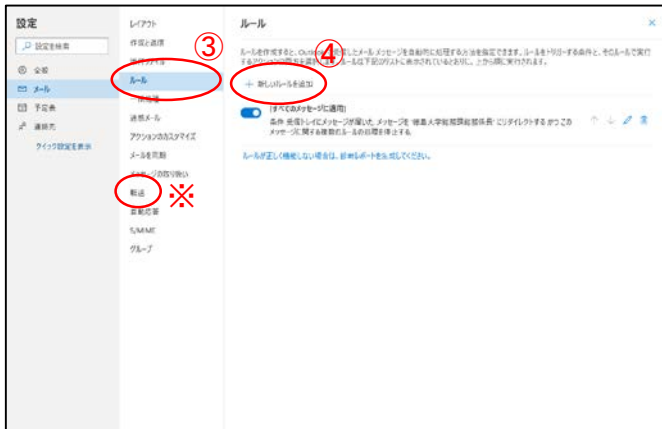 設定
設定を検索
全般
メール
予定表
連絡先
クイック設定を表示
レイアウト
作成と返信
ルール
迷惑メール
アクションのカスタマイズ
メールを同期
メッセージの取り扱い
転送
自動応答
S/MIME
グループ
③
※
ルール
ルールを作成すると、Outlook 受信したメール メッセージを自動的に処理する方法を指定できます。ルールをトリガーする条件と、そのルールで実行
するアクションの両方を選択します。ルールは下記のリストに表示されているとおりに、上から順に実行されます。
④
＋ 新しいルールを追加
[すべてのメッセージに適用]
条件 受信トレイにメッセージが届いた, メッセージを '徳島大学総務課総務係長' にリダイレクトする かつ この
メッセージに関する複数のルールの処理を停止する
ルールが正しく機能しない場合は、診断レポートを生成してください。